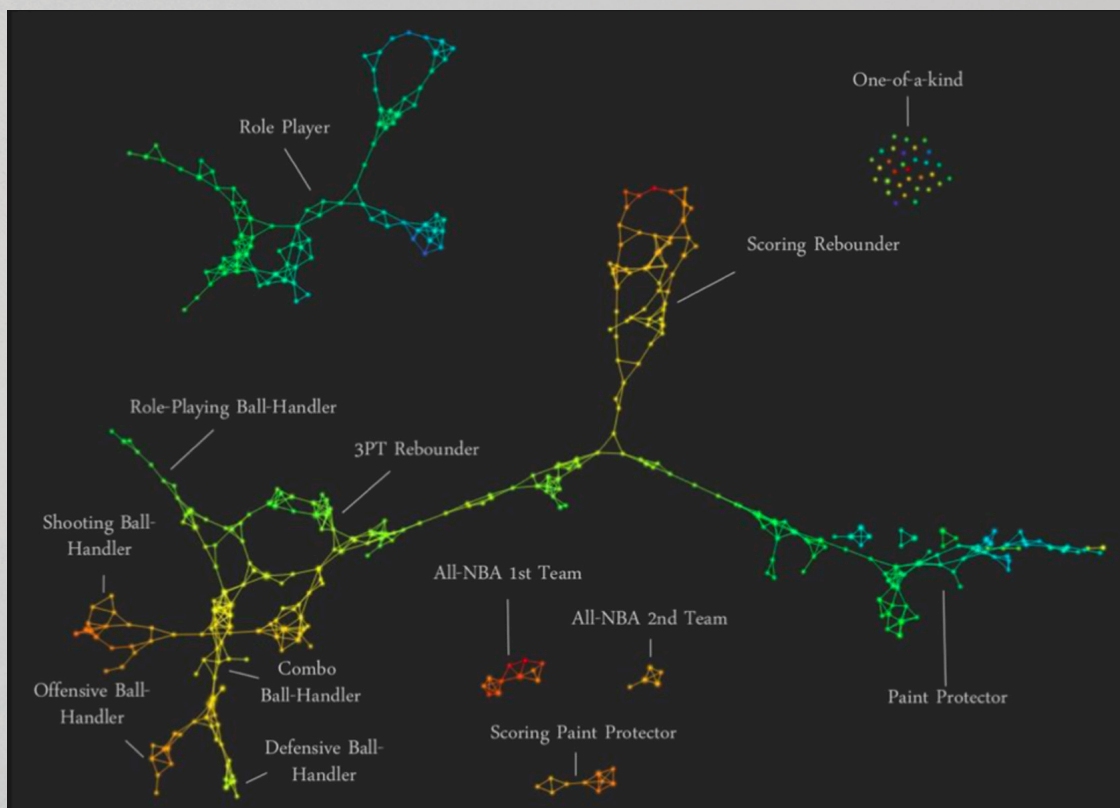 One-of-a-kind
Role Player
Scoring Rebounder
Role-Playing Ball-Handler
3PT Rebounder
Shooting Ball-
Handler
All-NBA 1st Team
All-NBA 2nd Team
Combo
Ball-Handler
Offensive Ball-
Handler
Paint Protector
Scoring Paint Protector
Defensive Ball-
Handler